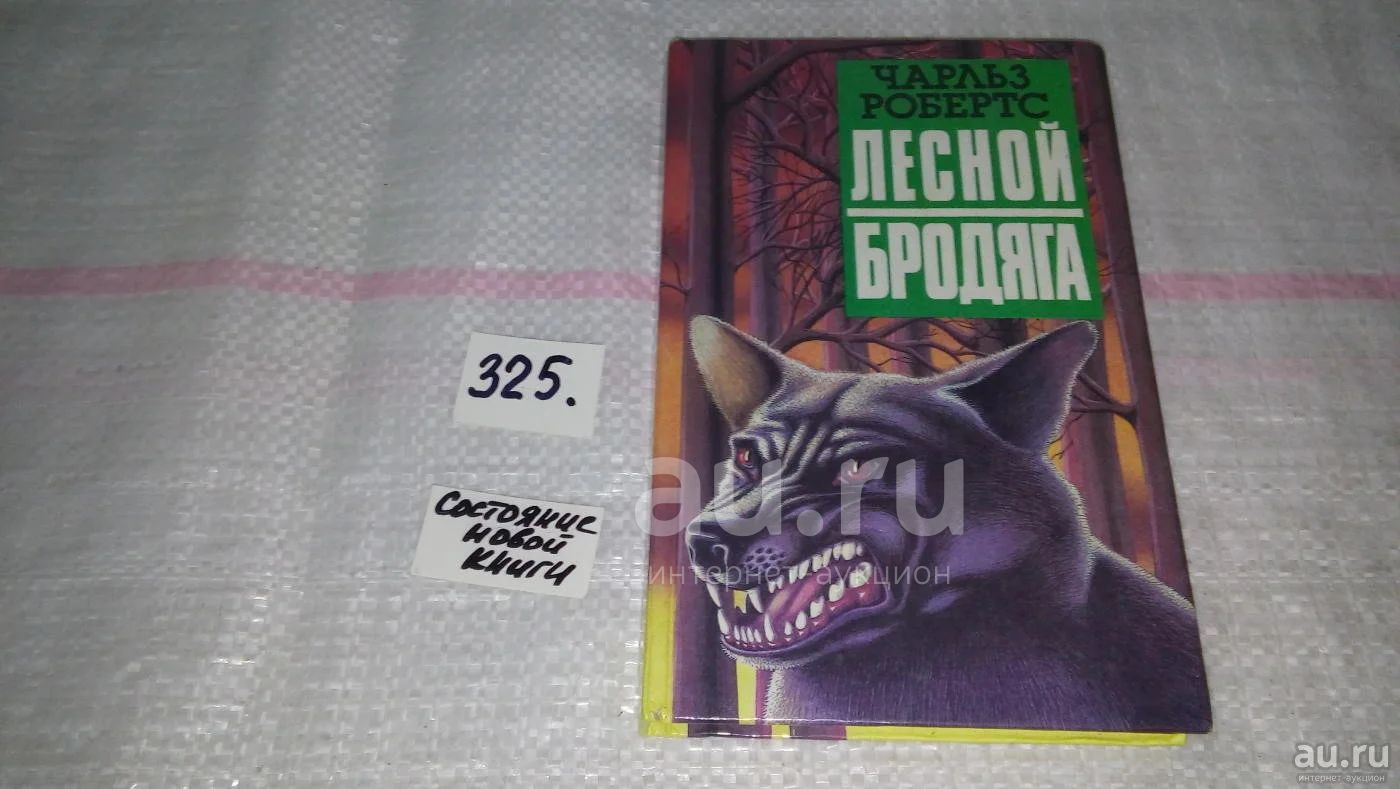 ЧАРЛЬЗ
РОБЕРТС
ЛЕСНОЙ
БРОДЯГА
325.
Состояние
новой
книги
au.ru
интернет-аукцион
au.ru
интернет-аукцион